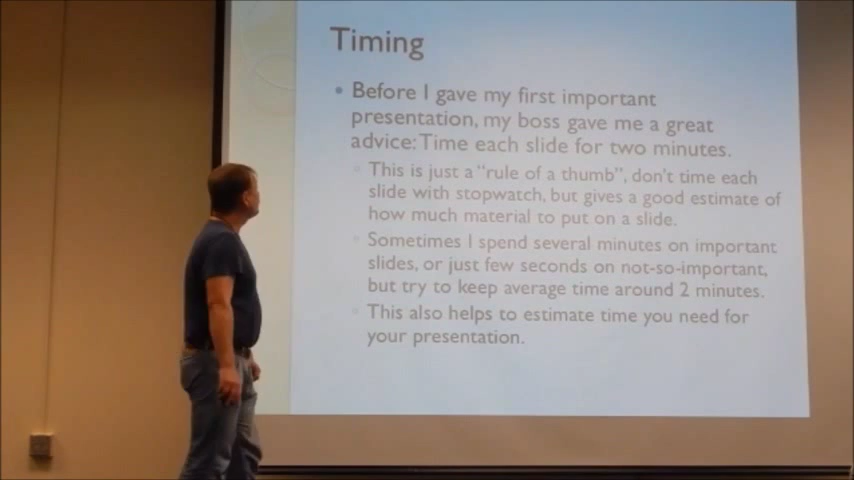 Timing
Before I gave my first important
presentation, my boss gave me a great
advice: Time each slide for two minutes.
This is just a "rule of a thumb", don't time each
slide with stopwatch, but gives a good estimate of
how much material to put on a slide.
Sometimes I spend several minutes on important
slides, or just few seconds on not-so-important,
but try to keep average time around 2 minutes.
This also helps to estimate time you need for
your presentation.